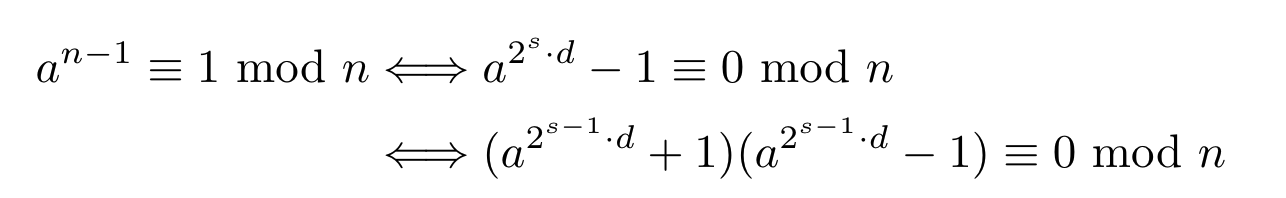 a^{n-1} ≡ 1 mod n ⟺ a^{2^s·d} − 1 ≡ 0 mod n
⟺ (a^{2^{s−1}·d} + 1)(a^{2^{s−1}·d} − 1) ≡ 0 mod n